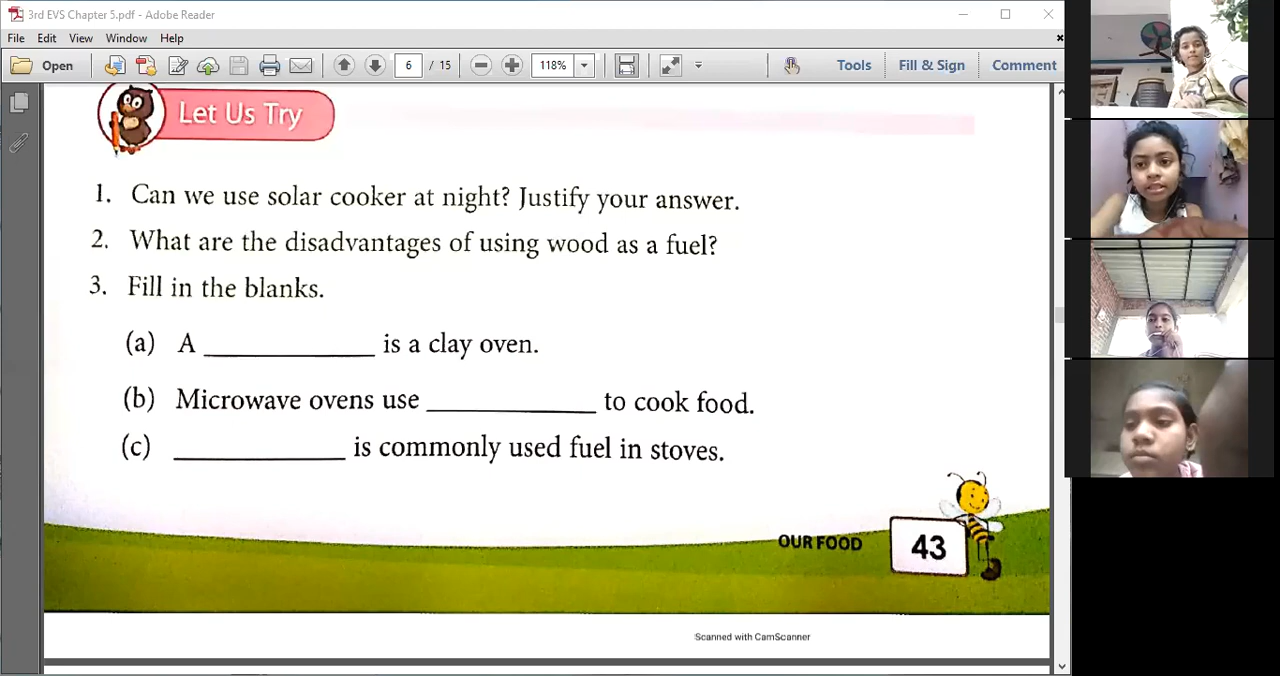 3rd EVS Chapter 5.pdf - Adobe Reader
File Edit View Window Help
Open 6 / 15 118% Tools Fill & Sign Comment
Let Us Try
1. Can we use solar cooker at night? Justify your answer.
2. What are the disadvantages of using wood as a fuel?
3. Fill in the blanks.
(a) A ____________ is a clay oven.
(b) Microwave ovens use ____________ to cook food.
(c) ____________ is commonly used fuel in stoves.
OUR FOOD 43
Scanned with CamScanner